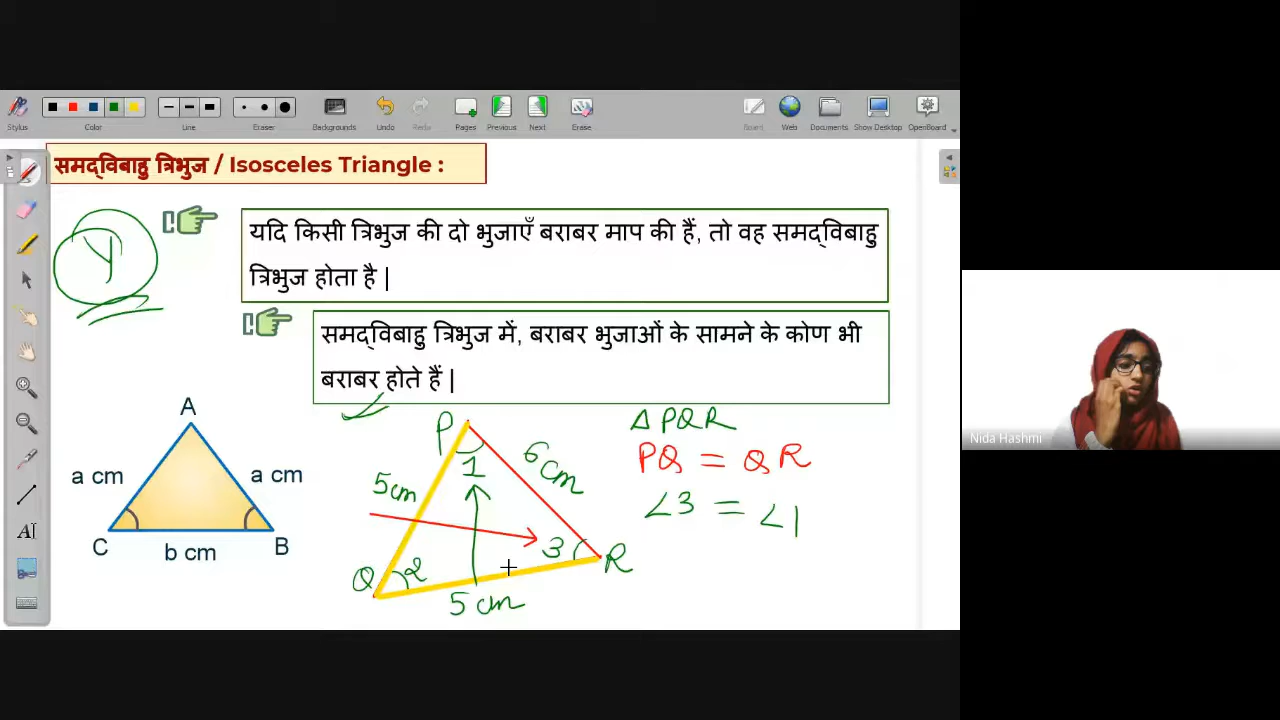 Stylus
Color
Line
Eraser
Backgrounds
Undo
Redo
Pages
Previous
Next
Erase
Board
Web
Documents
Show Desktop
OpenBoard
समद्विबाहु त्रिभुज / Isosceles Triangle :
Y
यदि किसी त्रिभुज की दो भुजाएँ बराबर माप की हैं, तो वह समद्विबाहु
त्रिभुज होता है |
समद्विबाहु त्रिभुज में, बराबर भुजाओं के सामने के कोण भी
बराबर होते हैं |
A
a cm
a cm
C
b cm
B
P
1
5cm
6cm
Q
2
3
R
5 cm
Δ PQR
PQ = QR
∠3 = ∠1
Nida Hashmi